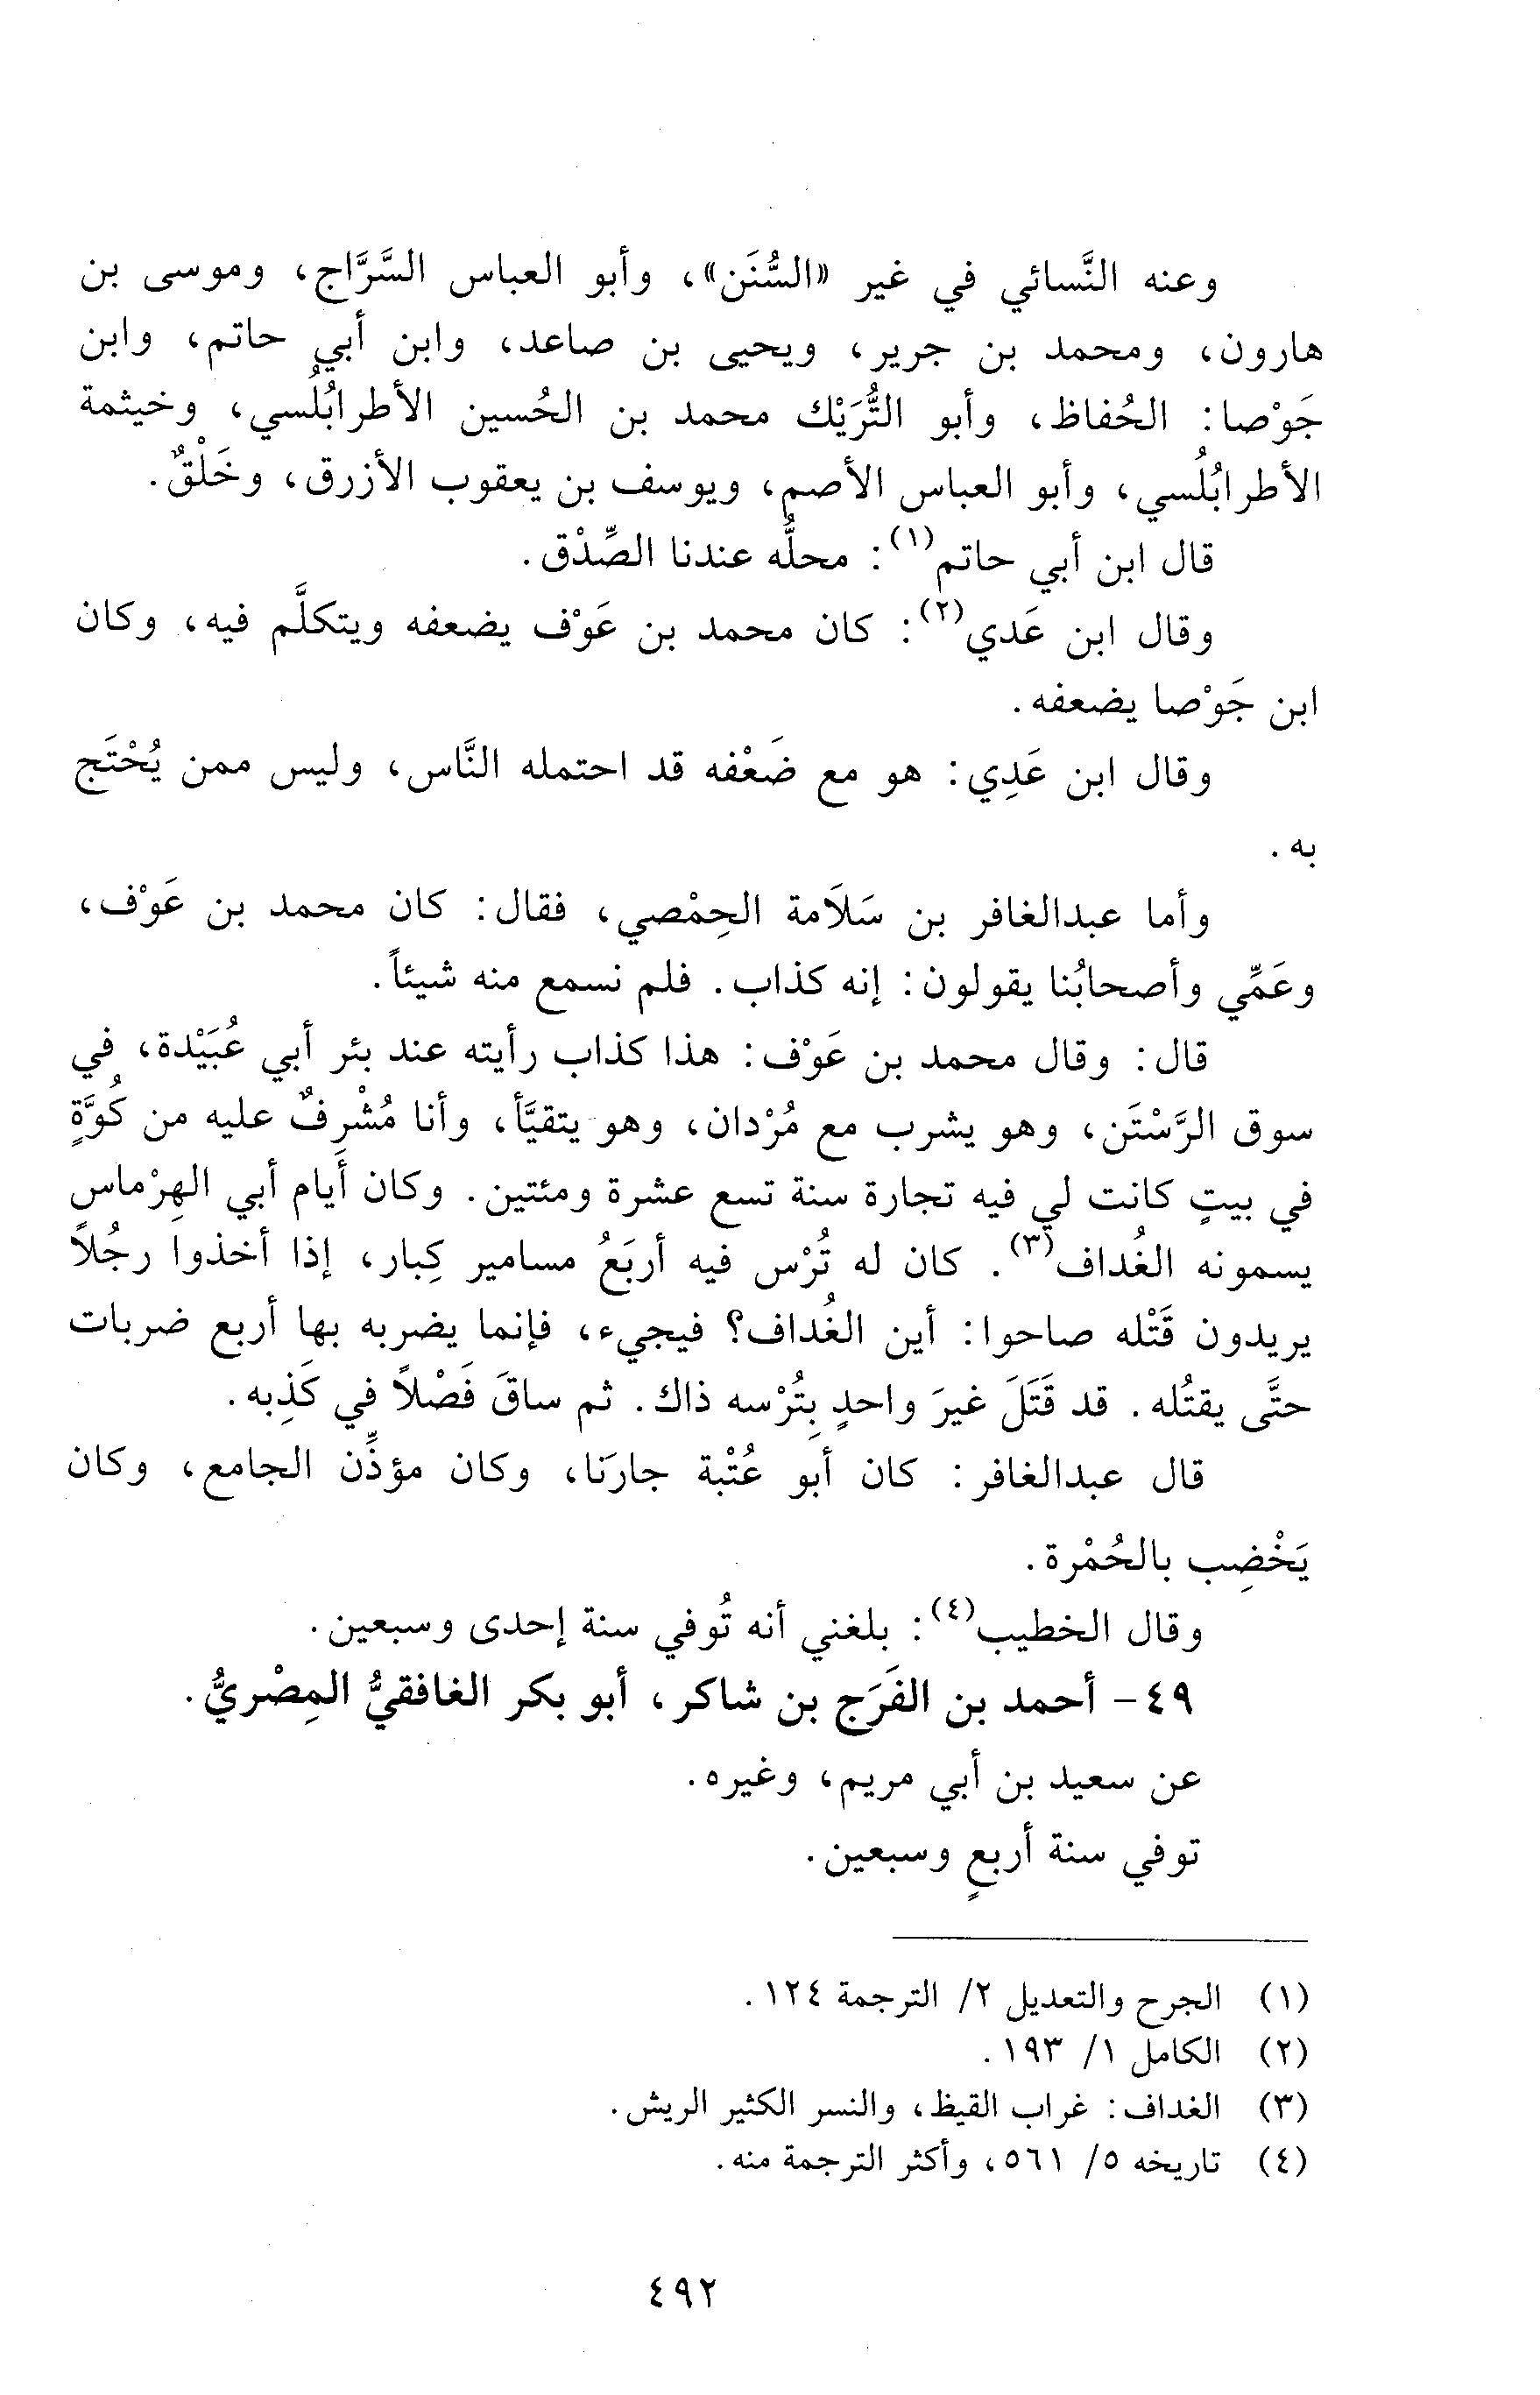 وعنه النَّسائي في غير «السُّنَن»، وأبو العباس السَّرَّاج، وموسى بن
هارون، ومحمد بن جرير، ويحيى بن صاعد، وابن أبي حاتم، وابن
جَوْصا: الحُفاظ، وأبو التُّرَيْك محمد بن الحُسين الأطرابُلُسي، وخيثمة
الأطرابُلُسي، وأبو العباس الأصم، ويوسف بن يعقوب الأزرق، وخَلْقٌ.
قال ابن أبي حاتم(١): محلُّه عندنا الصِّدْق.
وقال ابن عَدي(٢): كان محمد بن عَوْف يضعفه ويتكلَّم فيه، وكان
ابن جَوْصا يضعفه.
وقال ابن عَدِي: هو مع ضَعْفه قد احتمله النَّاس، وليس ممن يُحْتَج
به.
وأما عبدالغافر بن سَلَامة الحِمْصي، فقال: كان محمد بن عَوْف،
وعَمِّي وأصحابُنا يقولون: إنه كذاب. فلم نسمع منه شيئاً.
قال: وقال محمد بن عَوْف: هذا كذاب رأيته عند بئر أبي عُبَيْدة، في
سوق الرَّسْتَن، وهو يشرب مع مُرْدان، وهو يتقيَّأ، وأنا مُشْرِفٌ عليه من كُوَّةٍ
في بيتٍ كانت لي فيه تجارة سنة تسع عشرة ومئتين. وكان أَيام أبي الهِرْماس
يسمونه الغُداف(٣). كان له تُرْس فيه أربَعُ مسامير كِبار، إذا أخذوا رجُلاً
يريدون قَتْله صاحوا: أين الغُداف؟ فيجيء، فإنما يضربه بها أربع ضربات
حتَّى يقتُله. قد قَتَلَ غيرَ واحدٍ بِتُرْسه ذاك. ثم ساقَ فَصْلاً في كَذِبه.
قال عبدالغافر: كان أبو عُتْبة جارَنا، وكان مؤذِّن الجامع، وكان
يَخْضِب بالحُمْرة.
وقال الخطيب(٤): بلغني أنه تُوفي سنة إحدى وسبعين.
٤٩- أحمد بن الفَرَج بن شاكر، أبو بكر الغافقيُّ المِصْريُّ.
عن سعيد بن أبي مريم، وغيره.
توفي سنة أربعٍ وسبعين.
(١) الجرح والتعديل ٢/ الترجمة ١٢٤.
(٢) الكامل ١/ ١٩٣.
(٣) الغداف: غراب القيظ، والنسر الكثير الريش.
(٤) تاريخه ٥/ ٥٦١، وأكثر الترجمة منه.
٤٩٢